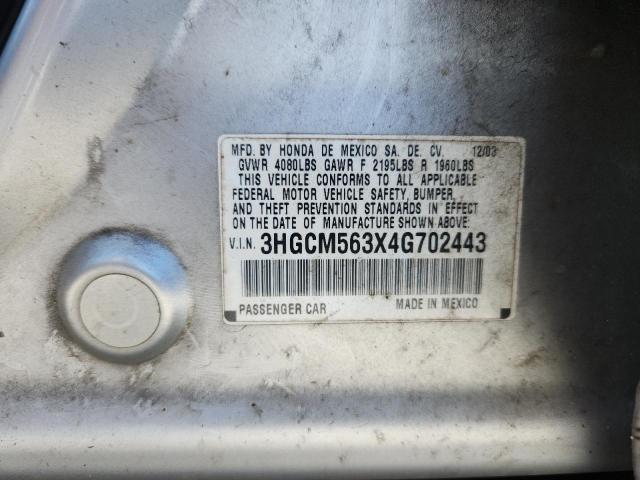 MFD. BY HONDA DE MEXICO SA. DE. CV. 12/03
GVWR 4080LBS GAWR F 2195LBS R 1960LBS
THIS VEHICLE CONFORMS TO ALL APPLICABLE
FEDERAL MOTOR VEHICLE SAFETY, BUMPER,
AND THEFT PREVENTION STANDARDS IN EFFECT
ON THE DATE OF MANUFACTURE SHOWN ABOVE.
V.I.N. 3HGCM563X4G702443
PASSENGER CAR MADE IN MEXICO